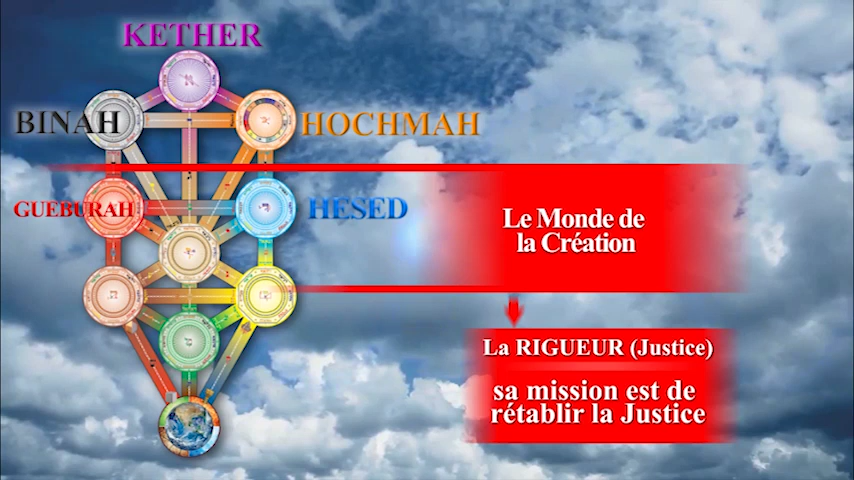 KETHER
BINAH
HOCHMAH
GUEBURAH
HESED
Le Monde de
la Création
La RIGUEUR (Justice)
sa mission est de
rétablir la Justice